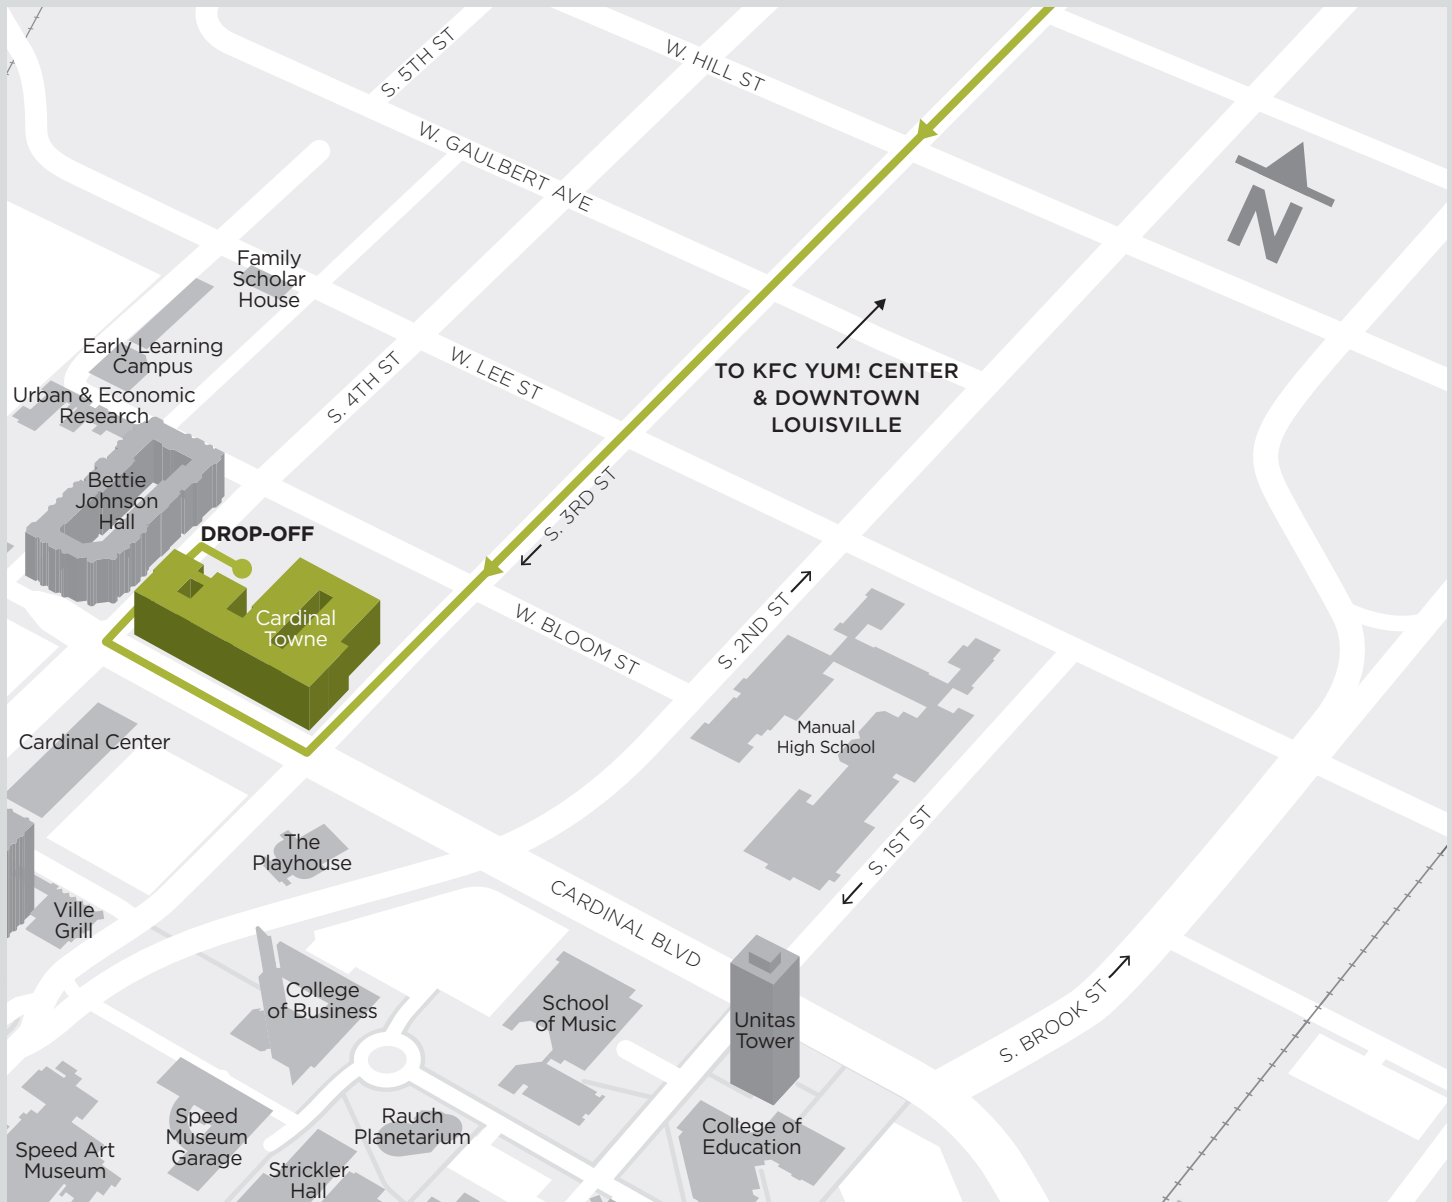 S. 5TH ST
W. HILL ST
W. GAULBERT AVE
N
Family
Scholar
House
Early Learning
Campus
Urban & Economic
Research
S. 4TH ST
W. LEE ST
TO KFC YUM! CENTER
& DOWNTOWN
LOUISVILLE
Bettie
Johnson
Hall
DROP-OFF
S. 3RD ST
Cardinal
Towne
W. BLOOM ST
S. 2ND ST
Manual
High School
Cardinal Center
The
Playhouse
S. 1ST ST
Ville
Grill
CARDINAL BLVD
College
of Business
School
of Music
Unitas
Tower
S. BROOK ST
Speed
Museum
Garage
Rauch
Planetarium
College of
Education
Speed Art
Museum
Strickler
Hall